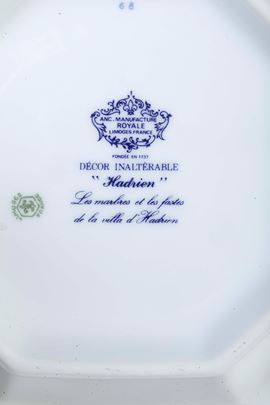 68
ANC. MANUFACTURE
ROYALE
LIMOGES FRANCE
FONDÉE EN 1737
DÉCOR INALTÉRABLE
" Hadrien "
Les marbres et les fastes
de la villa d'Hadrien